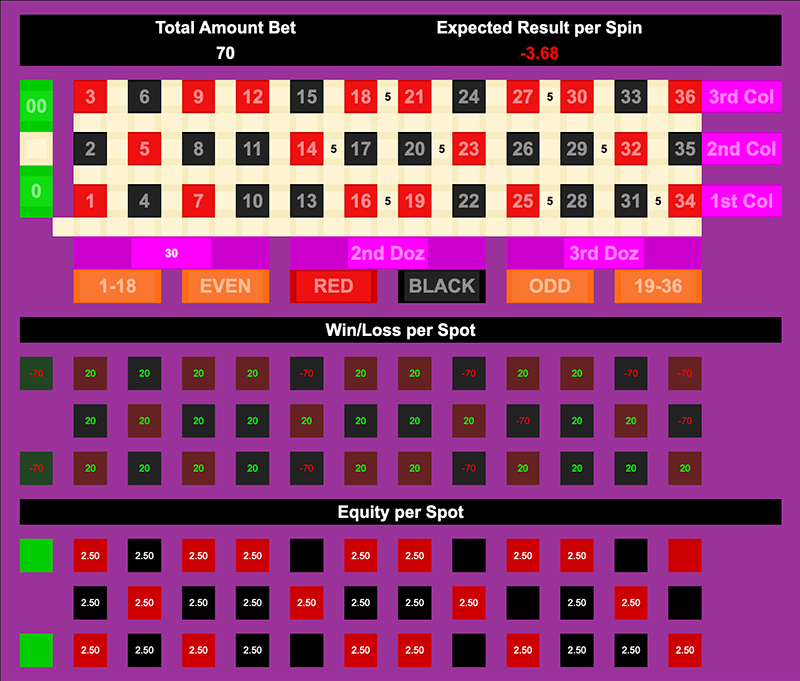 Total Amount Bet Expected Result per Spin
70 -3.68
00 3 6 9 12 15 18 5 21 24 27 5 30 33 36 3rd Col
2 5 8 11 14 5 17 20 5 23 26 29 5 32 35 2nd Col
0 1 4 7 10 13 16 5 19 22 25 5 28 31 5 34 1st Col
30 2nd Doz 3rd Doz
1-18 EVEN RED BLACK ODD 19-36
Win/Loss per Spot
-70 20 20 20 20 -70 20 20 -70 20 20 -70 -70
20 20 20 20 20 20 20 20 -70 20 20 -70
-70 20 20 20 20 -70 20 20 -70 20 20 20 20
Equity per Spot
2.50 2.50 2.50 2.50 2.50 2.50 2.50 2.50
2.50 2.50 2.50 2.50 2.50 2.50 2.50 2.50 2.50 2.50
2.50 2.50 2.50 2.50 2.50 2.50 2.50 2.50 2.50 2.50